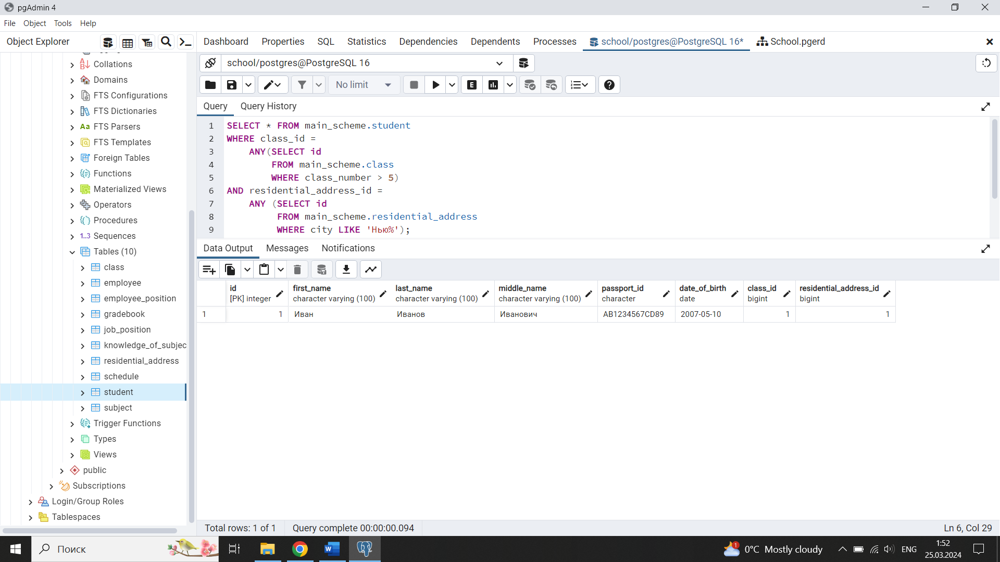 pgAdmin 4
File Object Tools Help
Object Explorer
Dashboard Properties SQL Statistics Dependencies Dependents Processes school/postgres@PostgreSQL 16* School.pgerd
school/postgres@PostgreSQL 16
No limit
Query Query History
1 SELECT * FROM main_scheme.student
2 WHERE class_id =
3 ANY(SELECT id
4 FROM main_scheme.class
5 WHERE class_number > 5)
6 AND residential_address_id =
7 ANY (SELECT id
8 FROM main_scheme.residential_address
9 WHERE city LIKE 'Нью%');
Data Output Messages Notifications
id first_name last_name middle_name passport_id date_of_birth class_id residential_address_id
[PK] integer character varying (100) character varying (100) character varying (100) character date bigint bigint
1 1 Иван Иванов Иванович AB1234567CD89 2007-05-10 1 1
Collations
Domains
FTS Configurations
FTS Dictionaries
Aa FTS Parsers
FTS Templates
Foreign Tables
Functions
Materialized Views
Operators
Procedures
1..3 Sequences
Tables (10)
class
employee
employee_position
gradebook
job_position
knowledge_of_subjec
residential_address
schedule
student
subject
Trigger Functions
Types
Views
public
Subscriptions
Login/Group Roles
Tablespaces
Total rows: 1 of 1 Query complete 00:00:00.094 Ln 6, Col 29
Поиск
1 0°C Mostly cloudy ENG 1:52
25.03.2024